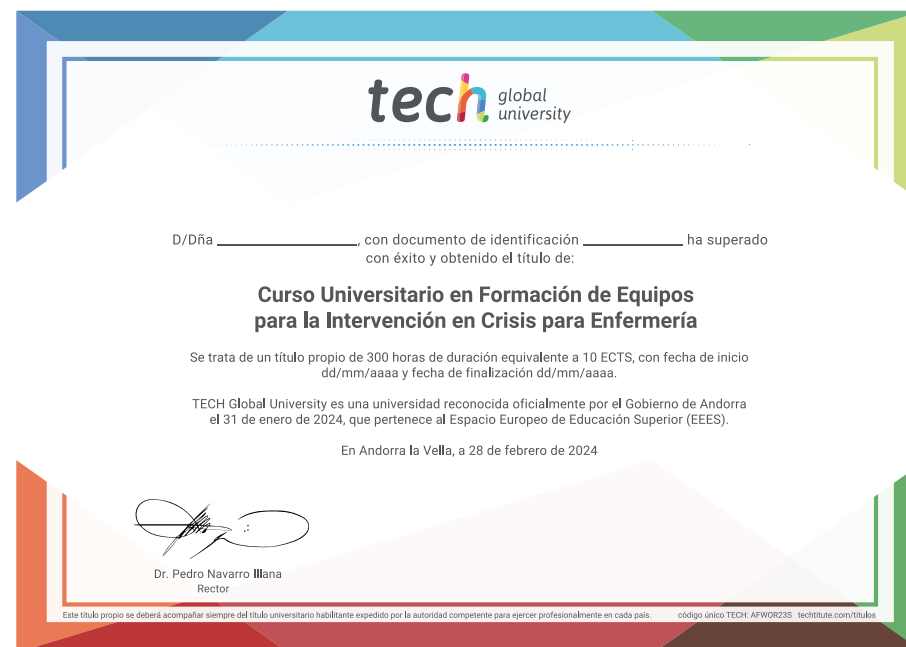 tech global university
D/Dña ____________, con documento de identificación ____________ ha superado
con éxito y obtenido el título de:
Curso Universitario en Formación de Equipos
para la Intervención en Crisis para Enfermería
Se trata de un título propio de 300 horas de duración equivalente a 10 ECTS, con fecha de inicio
dd/mm/aaaa y fecha de finalización dd/mm/aaaa.
TECH Global University es una universidad reconocida oficialmente por el Gobierno de Andorra
el 31 de enero de 2024, que pertenece al Espacio Europeo de Educación Superior (EEES).
En Andorra la Vella, a 28 de febrero de 2024
Dr. Pedro Navarro Illana
Rector
Este título propio se deberá acompañar siempre del título universitario habilitante expedido por la autoridad competente para ejercer profesionalmente en cada país. código único TECH: AFWOR23S techtitute.com/titulos